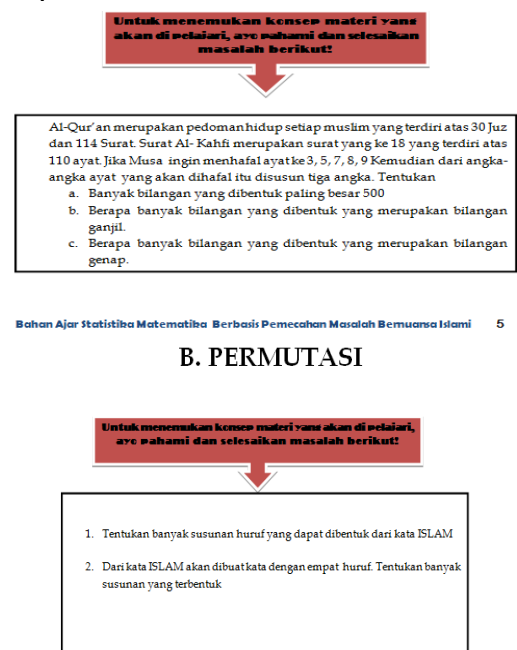 Untuk menemukan konsep materi yang
akan di pelajari, ayo pahami dan selesaikan
masalah berikut!
Al-Qur'an merupakan pedoman hidup setiap muslim yang terdiri atas 30 Juz
dan 114 Surat. Surat Al- Kahfi merupakan surat yang ke 18 yang terdiri atas
110 ayat. Jika Musa ingin menhafal ayat ke 3, 5, 7, 8, 9 Kemudian dari angka-
angka ayat yang akan dihafal itu disusun tiga angka. Tentukan
a. Banyak bilangan yang dibentuk paling besar 500
b. Berapa banyak bilangan yang dibentuk yang merupakan bilangan
ganjil.
c. Berapa banyak bilangan yang dibentuk yang merupakan bilangan
genap.
Bahan Ajar Statistika Matematika Berbasis Pemecahan Masalah Bernuansa Islami 5
B. PERMUTASI
Untuk menemukan konsep materi yang akan di pelajari,
ayo pahami dan selesaikan masalah berikut!
1. Tentukan banyak susunan huruf yang dapat dibentuk dari kata ISLAM
2. Dari kata ISLAM akan dibuat kata dengan empat huruf. Tentukan banyak
susunan yang terbentuk